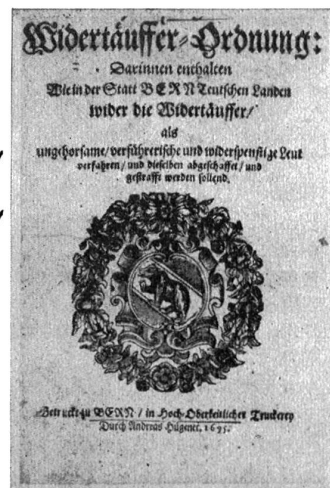 Widertäuffer-Ordnung:
Darinnen enthalten
Wie in der Statt BERN Teutschen Landen
wider die Widertäuffer/
als
ungehorsame/verführerische und widerspenstige Leut
verfahren/und dieselben abgeschaffet/und
gestrafft werden sollend.
Getruckt zu BERN/in Hoch-Oberkeitlicher Truckerey
Durch Andreas Hügenet. 1695.